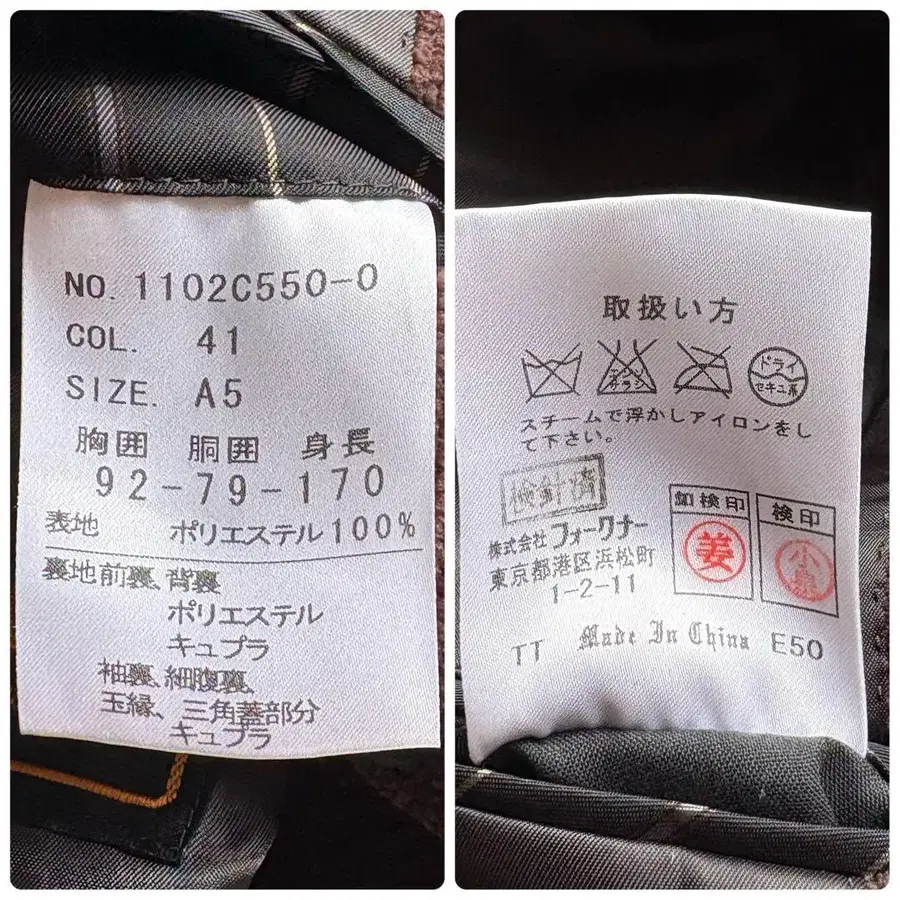 NO. 1102C550-0
COL. 41
SIZE. A5
胸囲 胴囲 身長
92-79-170
表地 ポリエステル100%
裏地前裏、背裏
ポリエステル
キュプラ
袖裏、細腹裏、
玉縁、三角蓋部分
キュプラ
取扱い方
エンソ
サラシ
ドライ
セキユ系
スチームで浮かしアイロンをし
て下さい。
検針済
株式会社 フォークナー
東京都港区浜松町
1-2-11
釦検印 検印
姜 小泉
TT Made In China E50